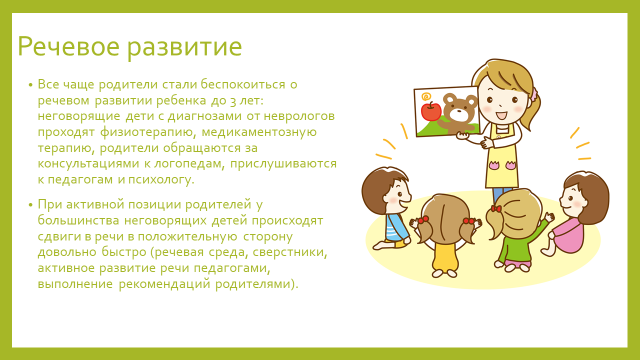 Речевое развитие
▪ Все чаще родители стали беспокоиться о
речевом развитии ребенка до 3 лет:
неговорящие дети с диагнозами от неврологов
проходят физиотерапию, медикаментозную
терапию, родители обращаются за
консультациями к логопедам, прислушиваются
к педагогам и психологу.
▪ При активной позиции родителей у
большинства неговорящих детей происходят
сдвиги в речи в положительную сторону
довольно быстро (речевая среда, сверстники,
активное развитие речи педагогами,
выполнение рекомендаций родителями).